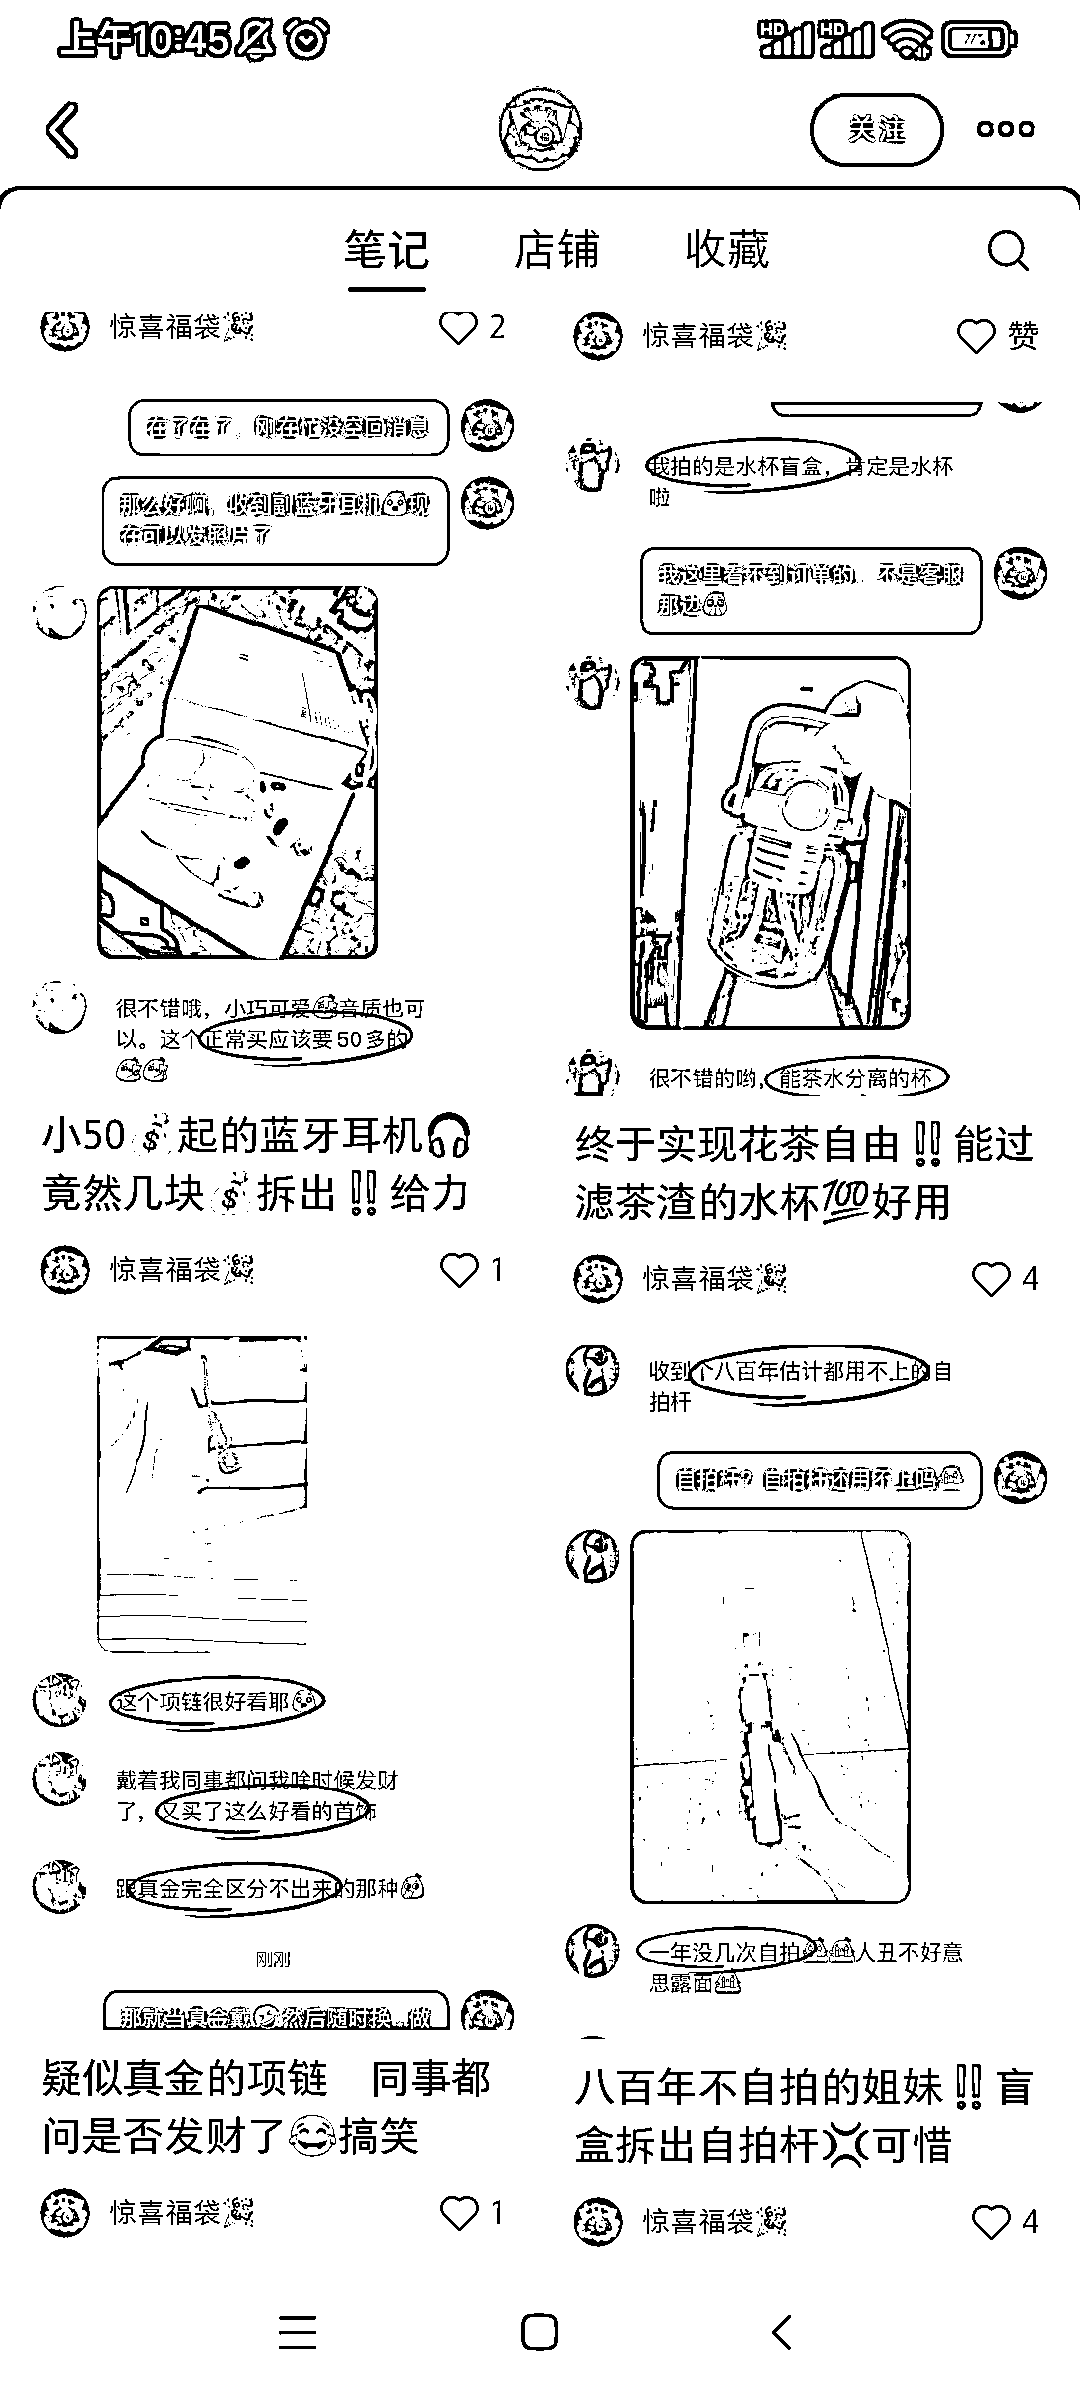 上午10:45
关注
笔记 店铺 收藏
惊喜福袋 2
惊喜福袋 赞
在了在了，刚在忙没空回消息
那么好啊，收到副蓝牙耳机现
在可以发照片了
很不错哦，小巧可爱音质也可
以。这个正常买应该要50多的
小50💰起的蓝牙耳机🎧
竟然几块💰拆出‼️给力
惊喜福袋 1
我拍的是水杯盲盒，肯定是水杯
啦
我这里看不到订单的，不是客服
那边
很不错的哟，能茶水分离的杯
终于实现花茶自由‼️能过
滤茶渣的水杯💯好用
惊喜福袋 4
这个项链很好看耶
戴着我同事都问我啥时候发财
了，又买了这么好看的首饰
跟真金完全区分不出来的那种
刚刚
那就当真金戴然后随时换…做
疑似真金的项链 同事都
问是否发财了😂搞笑
惊喜福袋 1
收到个八百年估计都用不上的自
拍杆
自拍杆？自拍杆还用不上吗
一年没几次自拍人丑不好意
思露面
八百年不自拍的姐妹‼️盲
盒拆出自拍杆💢可惜
惊喜福袋 4